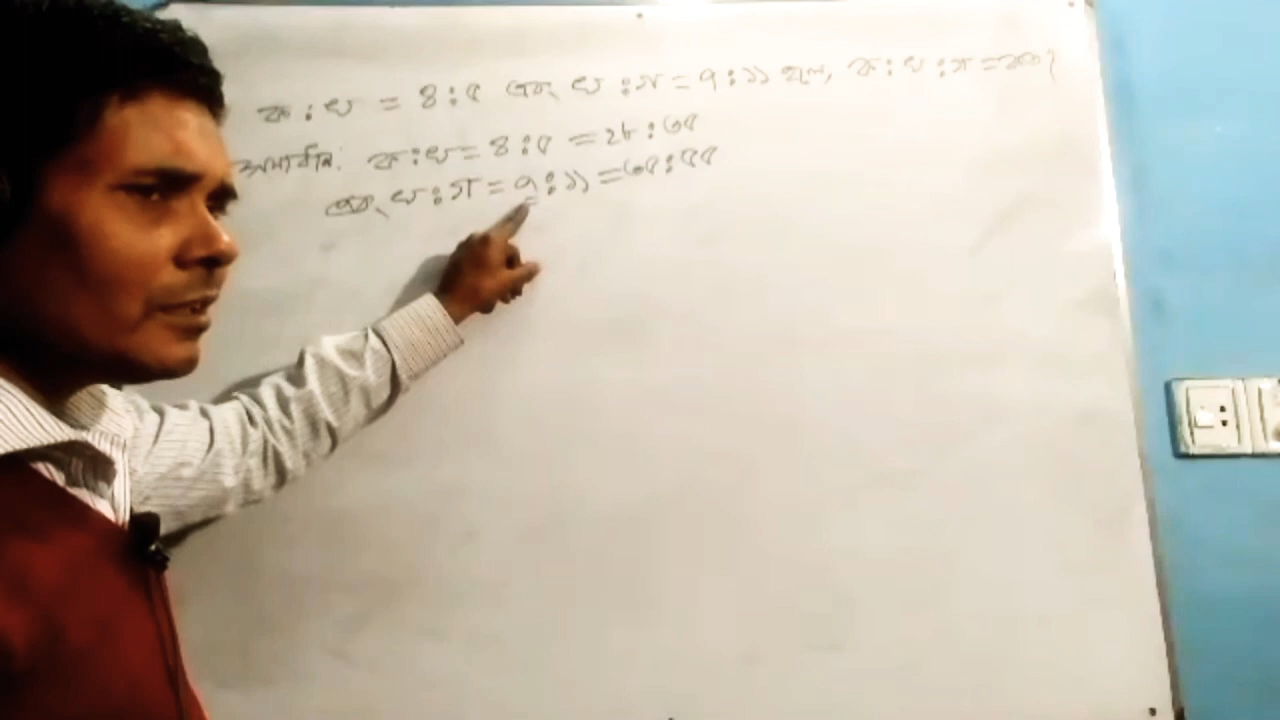 ক : খ = ৪ : ৫ এবং খ : গ = ৭ : ১১ হলে, ক : খ : গ = কত?
সমাধান: ক : খ = ৪ : ৫ = ২৮ : ৩৫
এবং খ : গ = ৭ : ১১ = ৩৫ : ৫৫